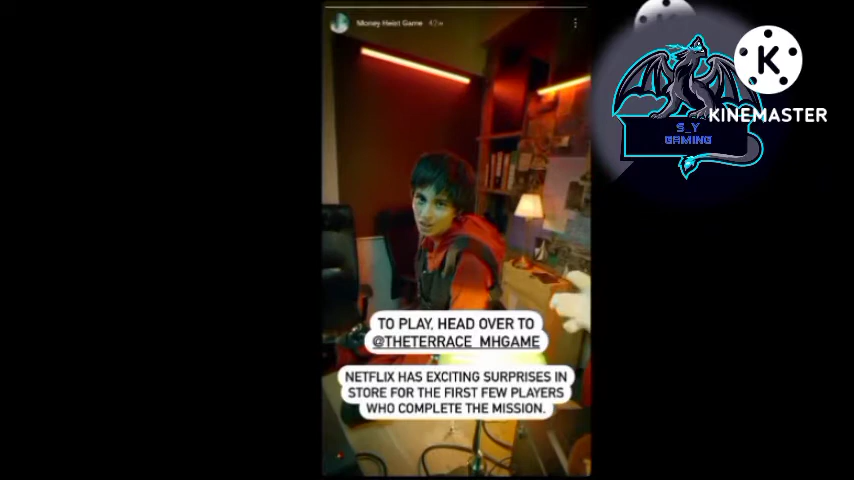 Money Heist Game 42w
S_Y
GAMING
K
KINEMASTER
TO PLAY, HEAD OVER TO
@THETERRACE_MHGAME
NETFLIX HAS EXCITING SURPRISES IN
STORE FOR THE FIRST FEW PLAYERS
WHO COMPLETE THE MISSION.